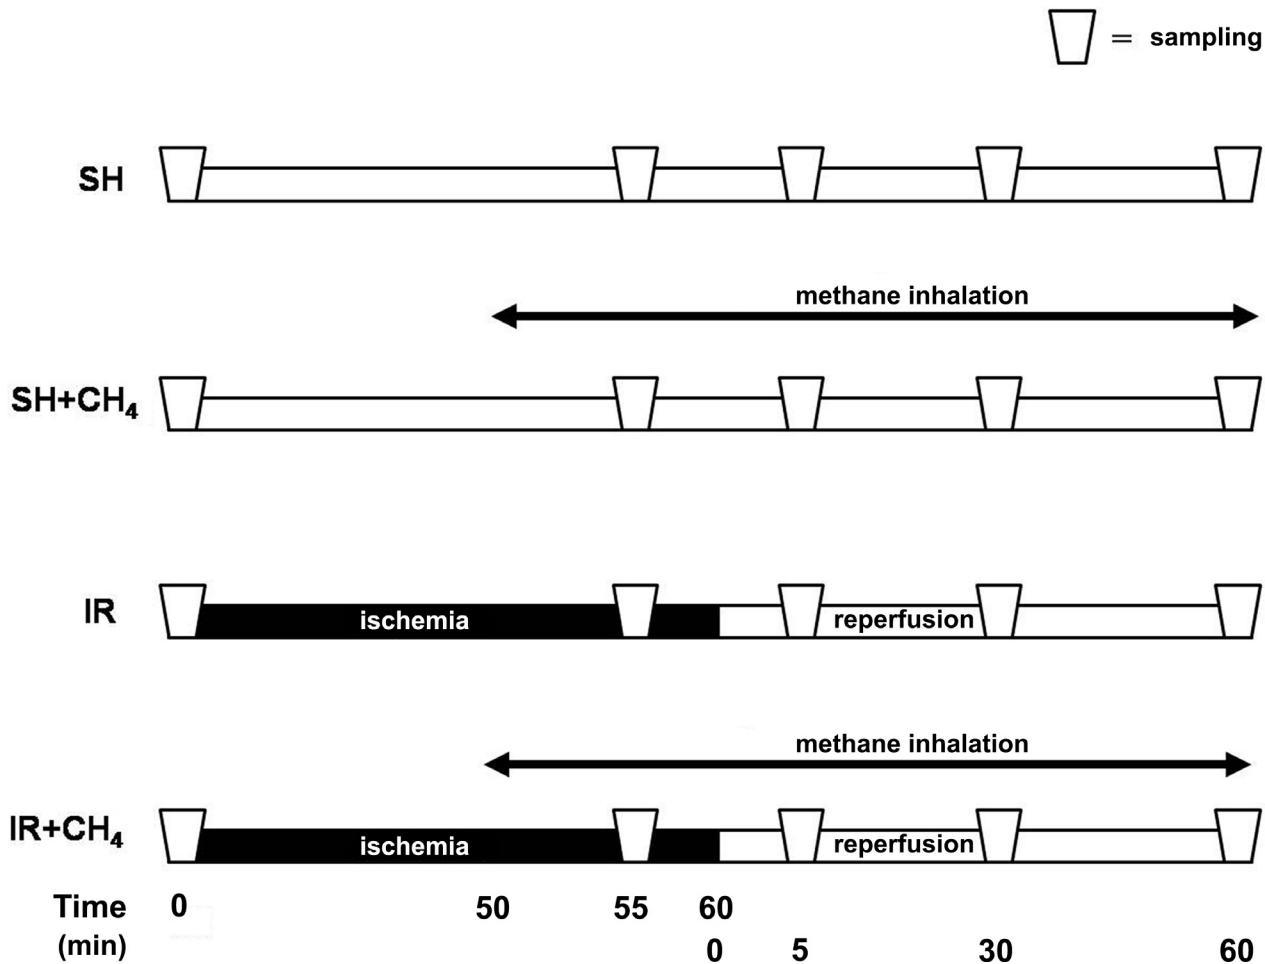 = sampling
SH
methane inhalation
SH+CH₄
IR
ischemia
reperfusion
methane inhalation
IR+CH₄
ischemia
reperfusion
Time 0 50 55 60
(min) 0 5 30 60